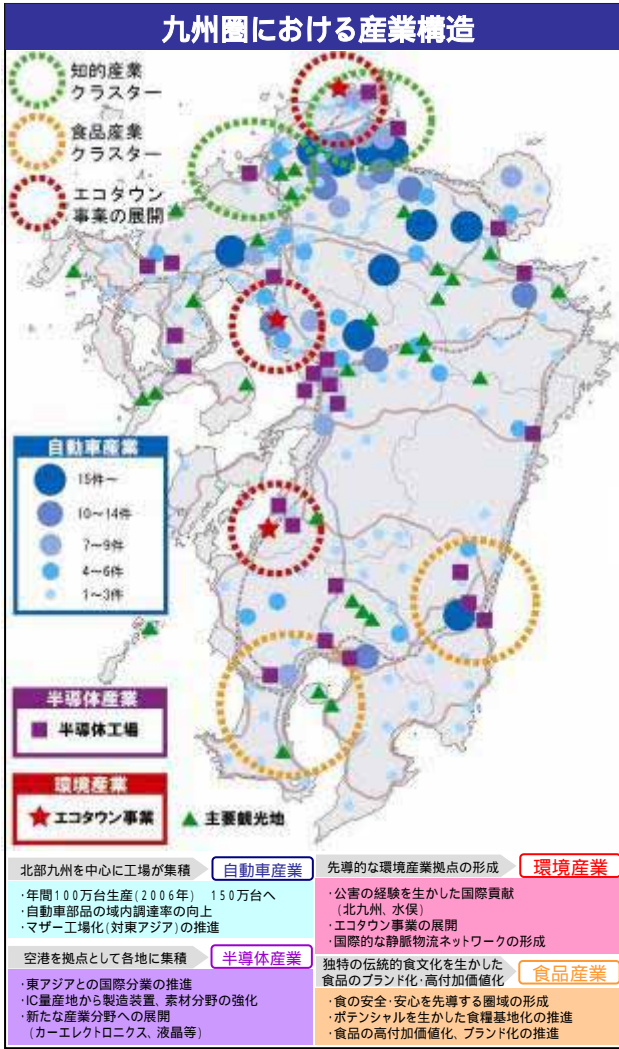 九州圏における産業構造
知的産業
クラスター
食品産業
クラスター
エコタウン
事業の展開
自動車産業
15件～
10～14件
7～9件
4～6件
1～3件
半導体産業
半導体工場
環境産業
エコタウン事業
主要観光地
北部九州を中心に工場が集積
自動車産業
・年間100万台生産(2006年) 150万台へ
・自動車部品の域内調達率の向上
・マザー工場化(対東アジア)の推進
先導的な環境産業拠点の形成
環境産業
・公害の経験を生かした国際貢献
(北九州、水俣)
・エコタウン事業の展開
・国際的な静脈物流ネットワークの形成
空港を拠点として各地に集積
半導体産業
・東アジアとの国際分業の推進
・IC量産地から製造装置、素材分野の強化
・新たな産業分野への展開
(カーエレクトロニクス、液晶等)
独特の伝統的食文化を生かした
食品のブランド化・高付加価値化
食品産業
・食の安全・安心を先導する圏域の形成
・ポテンシャルを生かした食糧基地化の推進
・食品の高付加価値化、ブランド化の推進